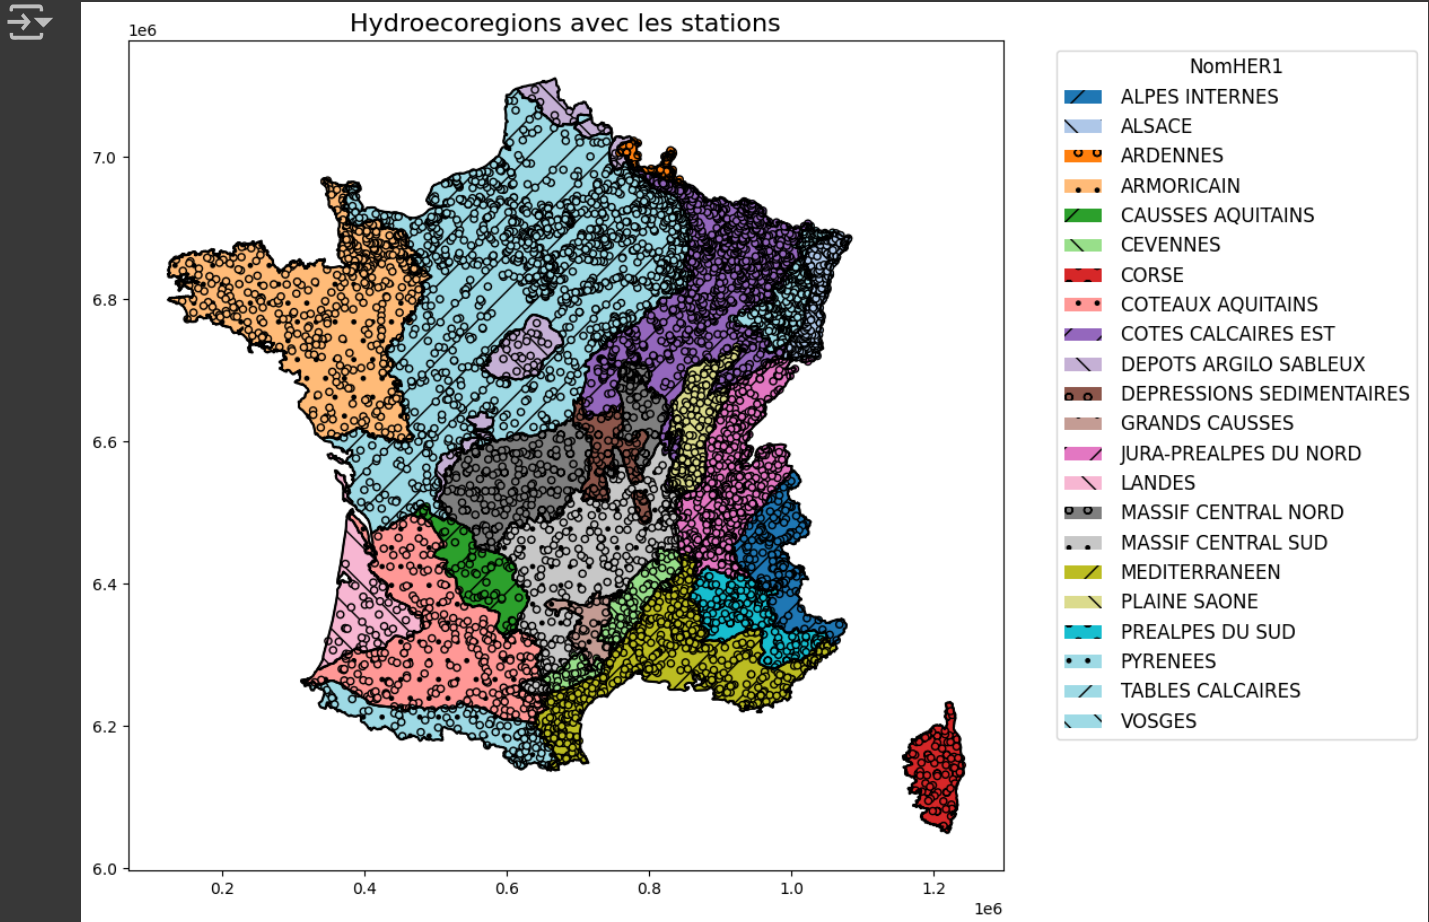 Hydroecoregions avec les stations
1e6
7.0
6.8
6.6
6.4
6.2
6.0
0.2 0.4 0.6 0.8 1.0 1.2
1e6
NomHER1
ALPES INTERNES
ALSACE
ARDENNES
ARMORICAIN
CAUSSES AQUITAINS
CEVENNES
CORSE
COTEAUX AQUITAINS
COTES CALCAIRES EST
DEPOTS ARGILO SABLEUX
DEPRESSIONS SEDIMENTAIRES
GRANDS CAUSSES
JURA-PREALPES DU NORD
LANDES
MASSIF CENTRAL NORD
MASSIF CENTRAL SUD
MEDITERRANEEN
PLAINE SAONE
PREALPES DU SUD
PYRENEES
TABLES CALCAIRES
VOSGES